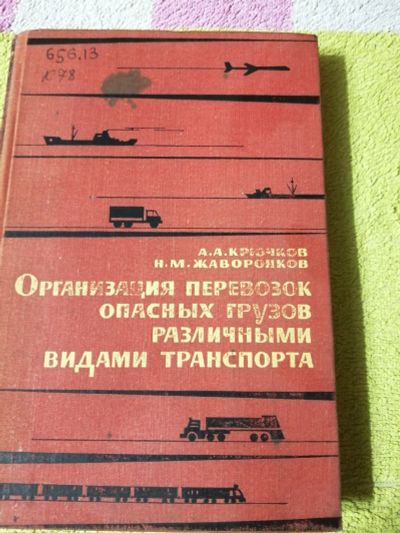 656.13
К 78
А.А.КРЮЧКОВ
Н.М.ЖАВОРОНКОВ
ОРГАНИЗАЦИЯ ПЕРЕВОЗОК
ОПАСНЫХ ГРУЗОВ
РАЗЛИЧНЫМИ
ВИДАМИ ТРАНСПОРТА